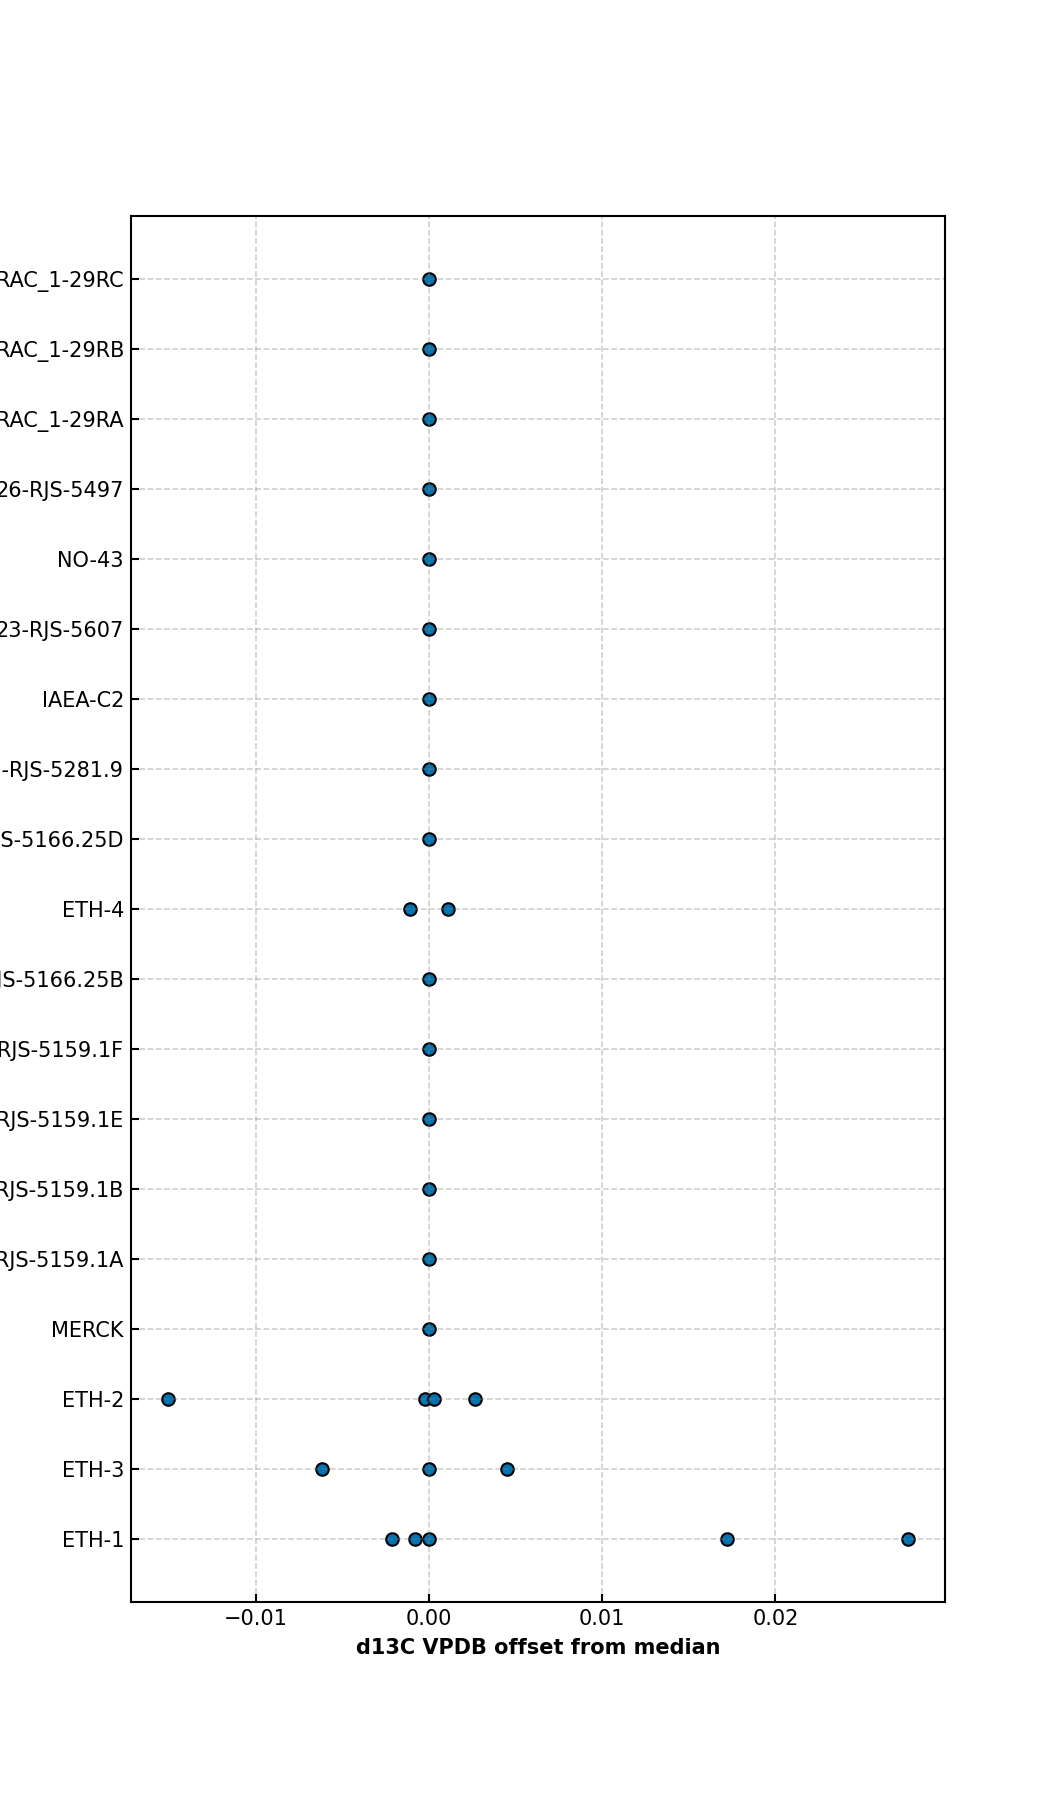 RAC_1-29RC
RAC_1-29RB
RAC_1-29RA
26-RJS-5497
NO-43
23-RJS-5607
IAEA-C2
-RJS-5281.9
S-5166.25D
ETH-4
JS-5166.25B
RJS-5159.1F
RJS-5159.1E
RJS-5159.1B
RJS-5159.1A
MERCK
ETH-2
ETH-3
ETH-1
−0.01 0.00 0.01 0.02
d13C VPDB offset from median